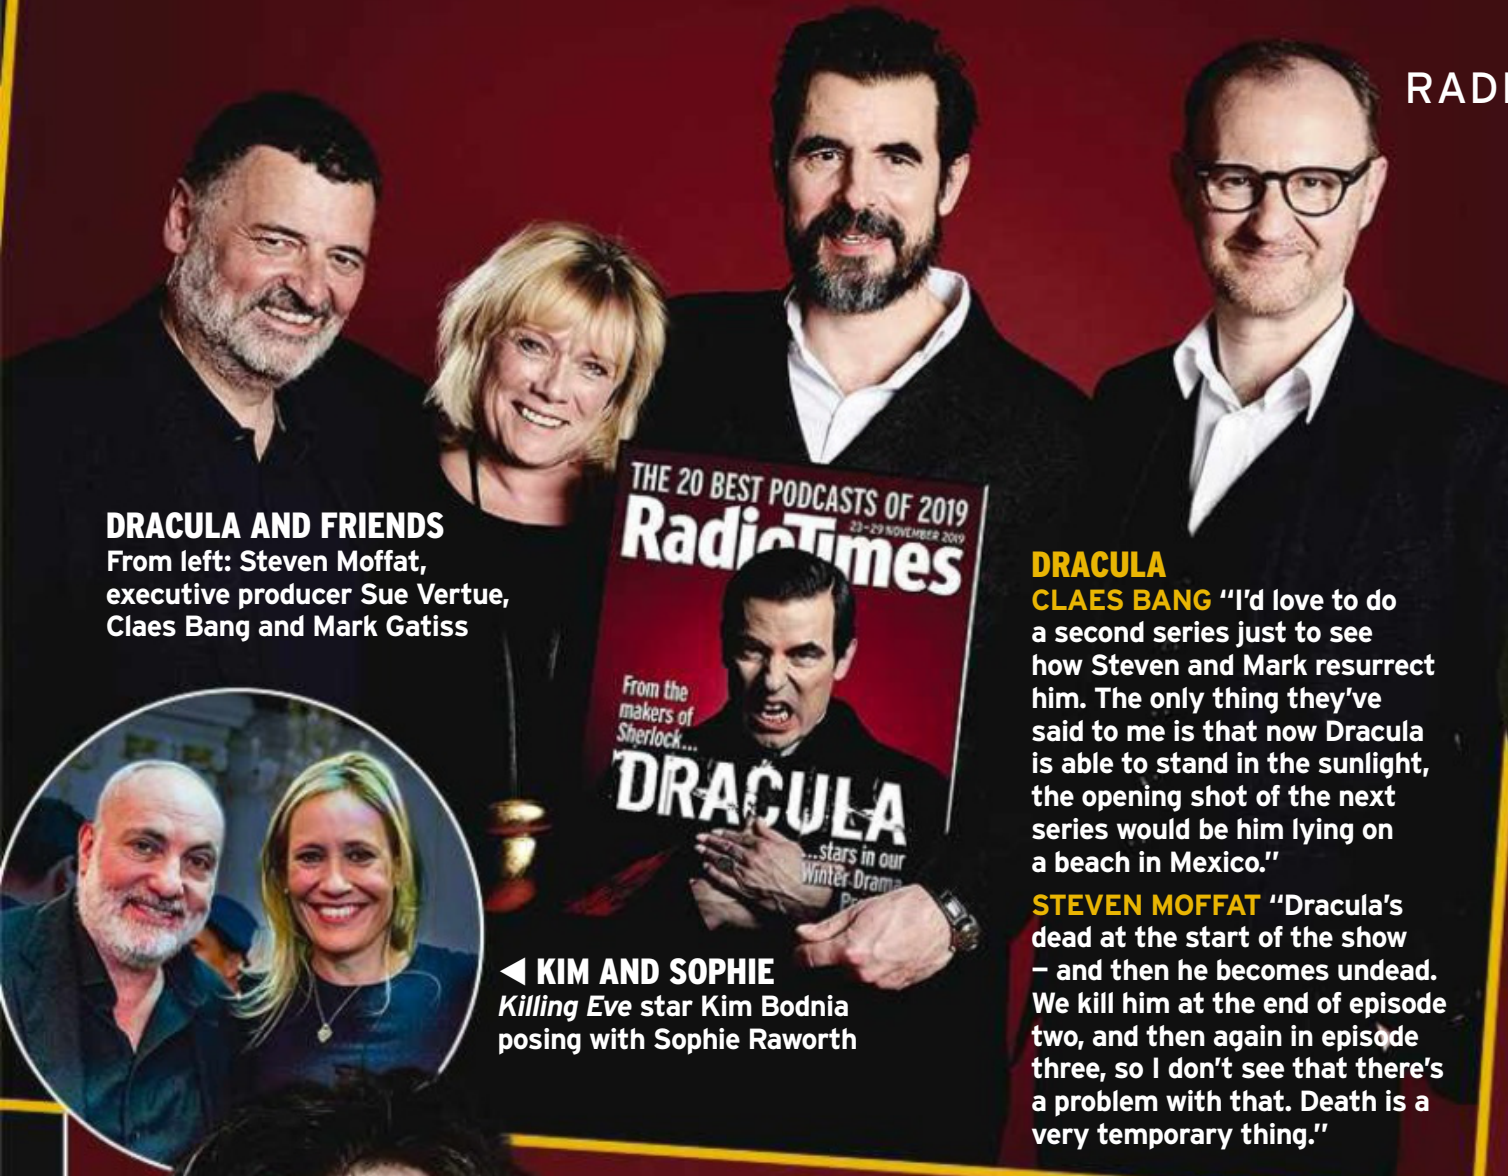 RADI
THE 20 BEST PODCASTS OF 2019
RadioTimes
23-29 NOVEMBER 2019
From the
makers of
Sherlock...
DRACULA
...stars in our
Winter Drama
DRACULA AND FRIENDS
From left: Steven Moffat,
executive producer Sue Vertue,
Claes Bang and Mark Gatiss
◀ KIM AND SOPHIE
Killing Eve star Kim Bodnia
posing with Sophie Raworth
DRACULA
CLAES BANG “I’d love to do
a second series just to see
how Steven and Mark resurrect
him. The only thing they’ve
said to me is that now Dracula
is able to stand in the sunlight,
the opening shot of the next
series would be him lying on
a beach in Mexico.”
STEVEN MOFFAT “Dracula’s
dead at the start of the show
– and then he becomes undead.
We kill him at the end of episode
two, and then again in episode
three, so I don’t see that there’s
a problem with that. Death is a
very temporary thing.”